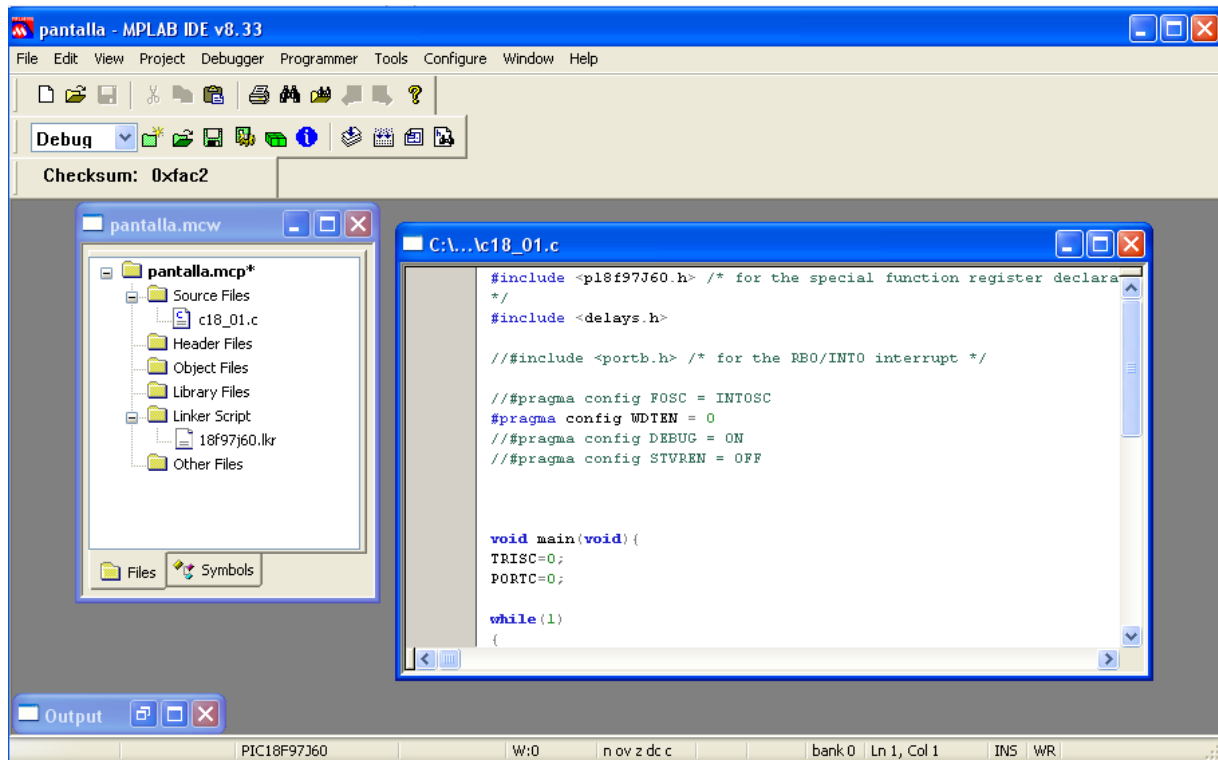 pantalla - MPLAB IDE v8.33
File Edit View Project Debugger Programmer Tools Configure Window Help
Debug
Checksum: 0xfac2
pantalla.mcw
pantalla.mcp*
Source Files
c18_01.c
Header Files
Object Files
Library Files
Linker Script
18f97j60.lkr
Other Files
Files Symbols
C:\...\c18_01.c
#include <p18f97J60.h> /* for the special function register declara
*/
#include <delays.h>
//#include <portb.h> /* for the RB0/INT0 interrupt */
//#pragma config FOSC = INTOSC
#pragma config WDTEN = 0
//#pragma config DEBUG = ON
//#pragma config STVREN = OFF
void main(void){
TRISC=0;
PORTC=0;
while(1)
{
Output
PIC18F97J60 W:0 n ov z dc c bank 0 Ln 1, Col 1 INS WR